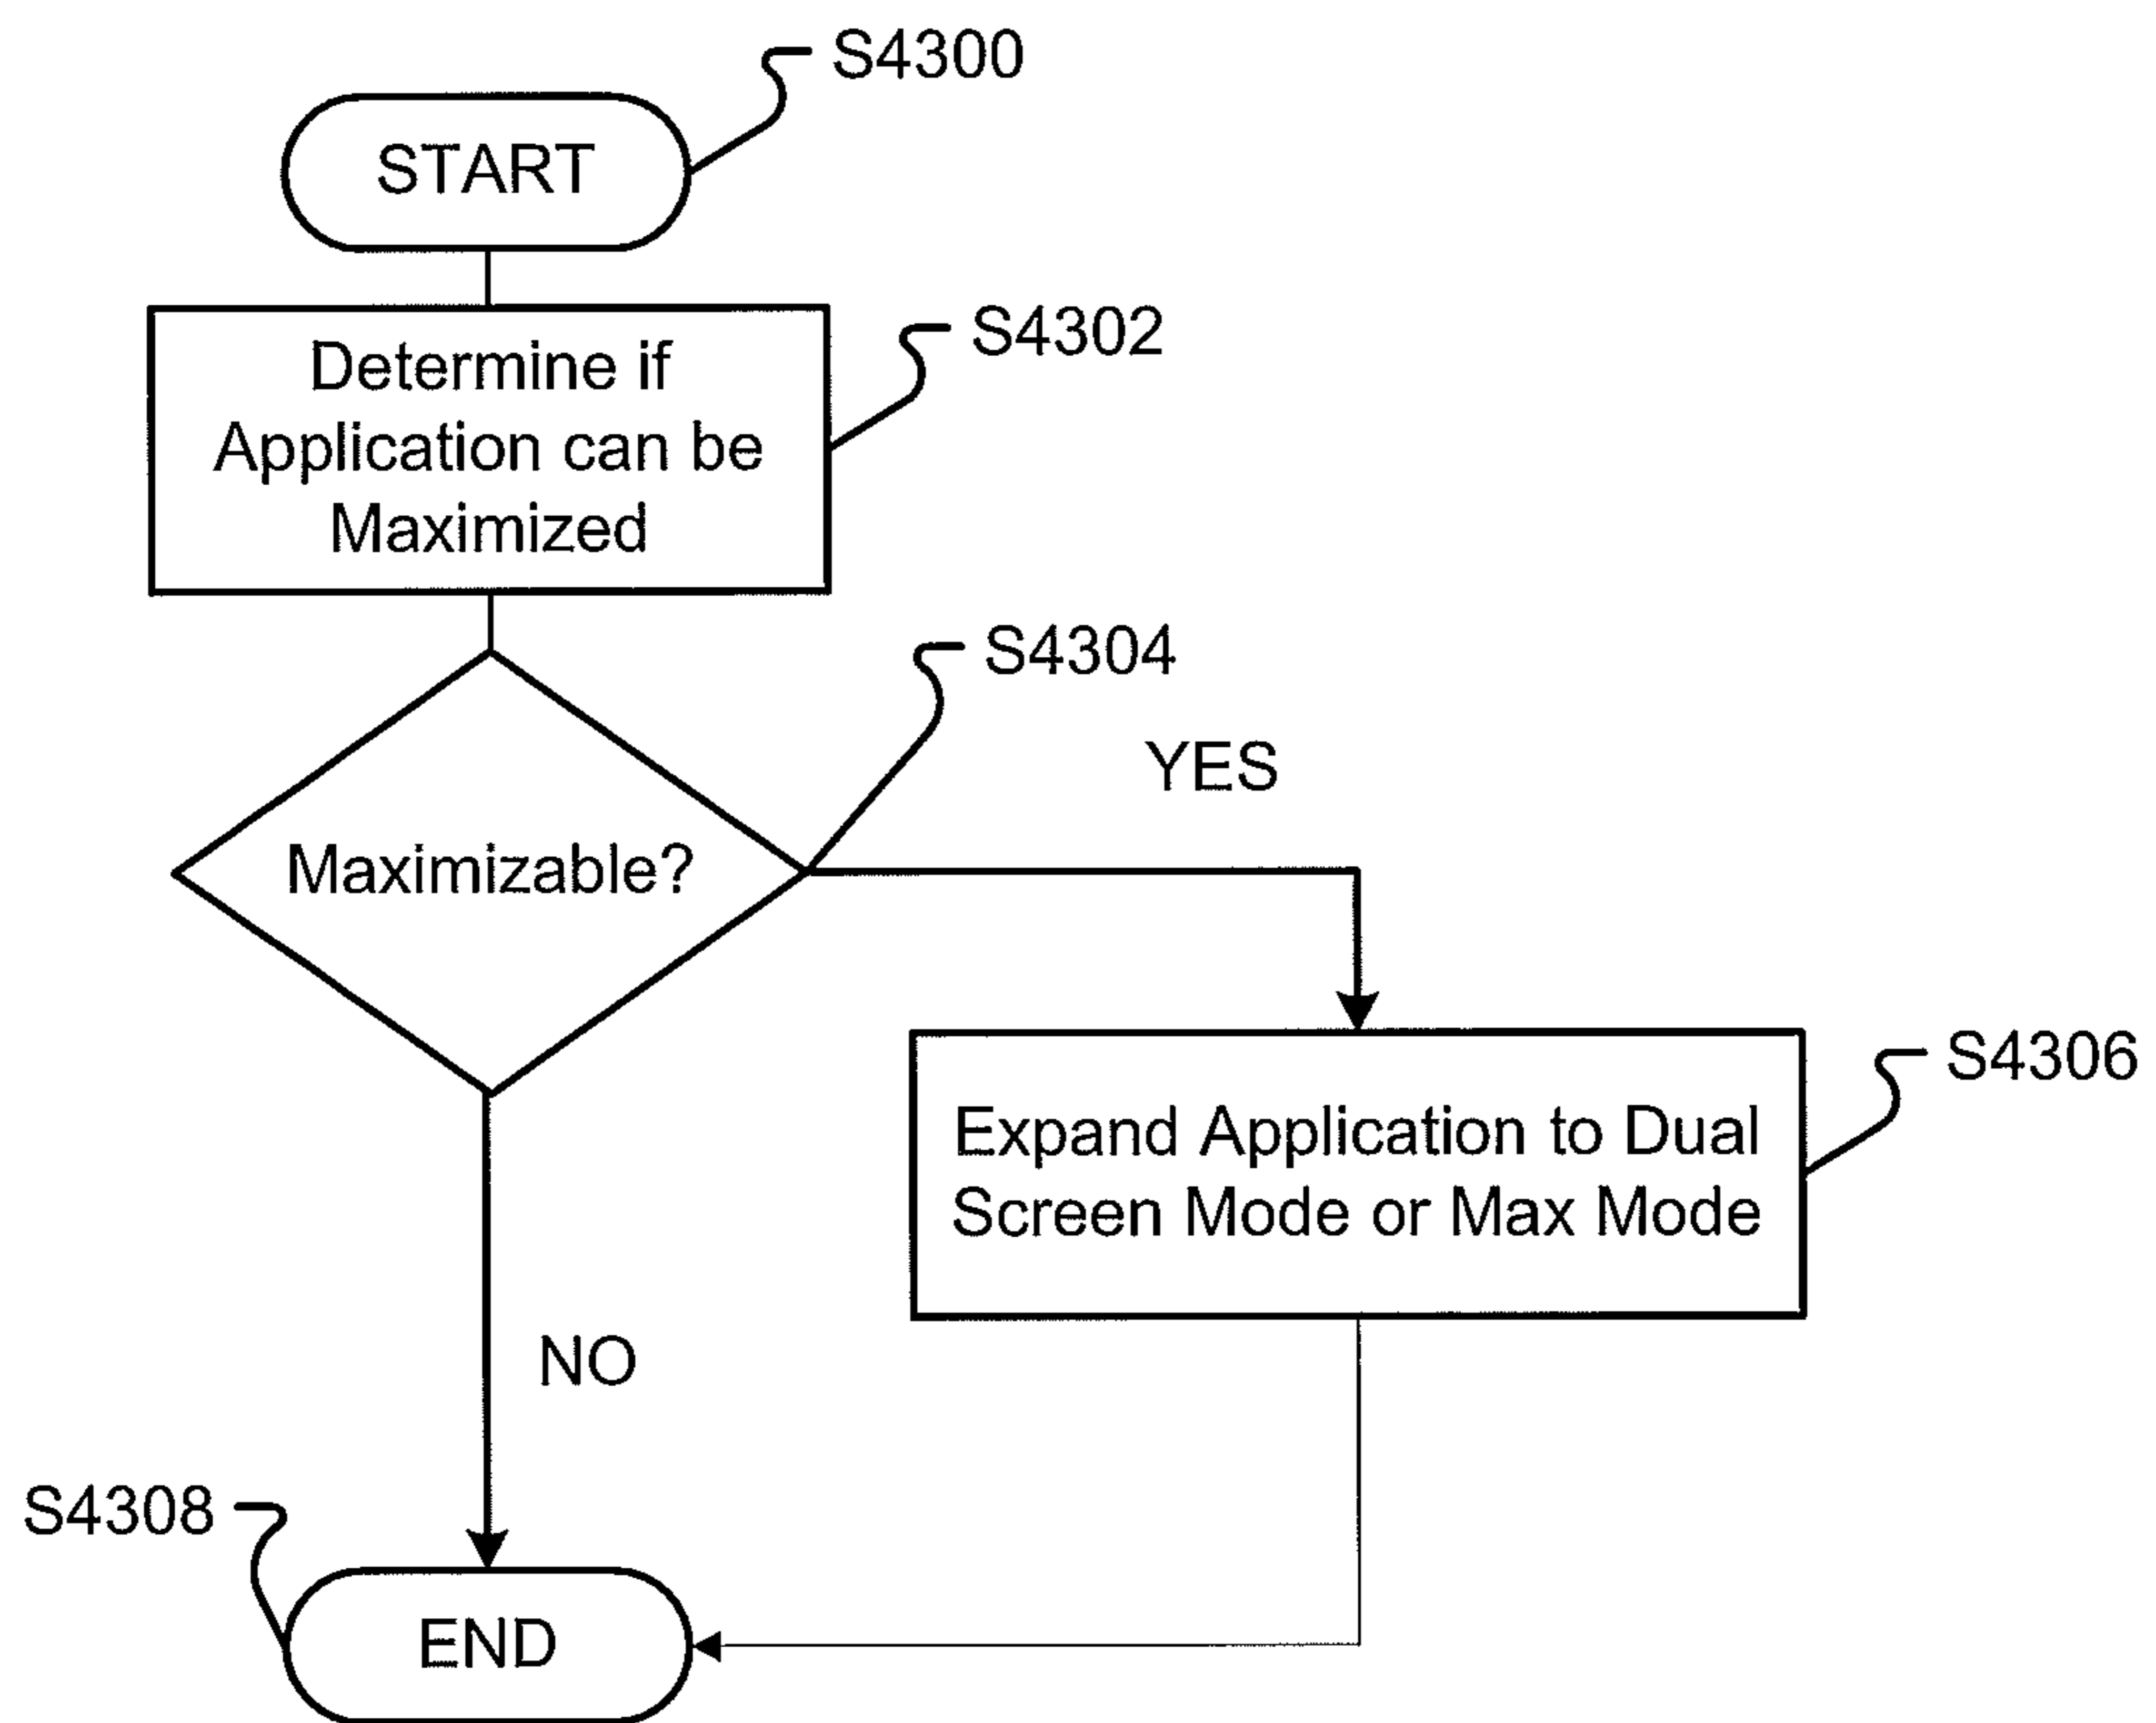 S4300
START
S4302
Determine if
Application can be
Maximized
S4304
YES
Maximizable?
S4306
Expand Application to Dual
Screen Mode or Max Mode
NO
S4308
END